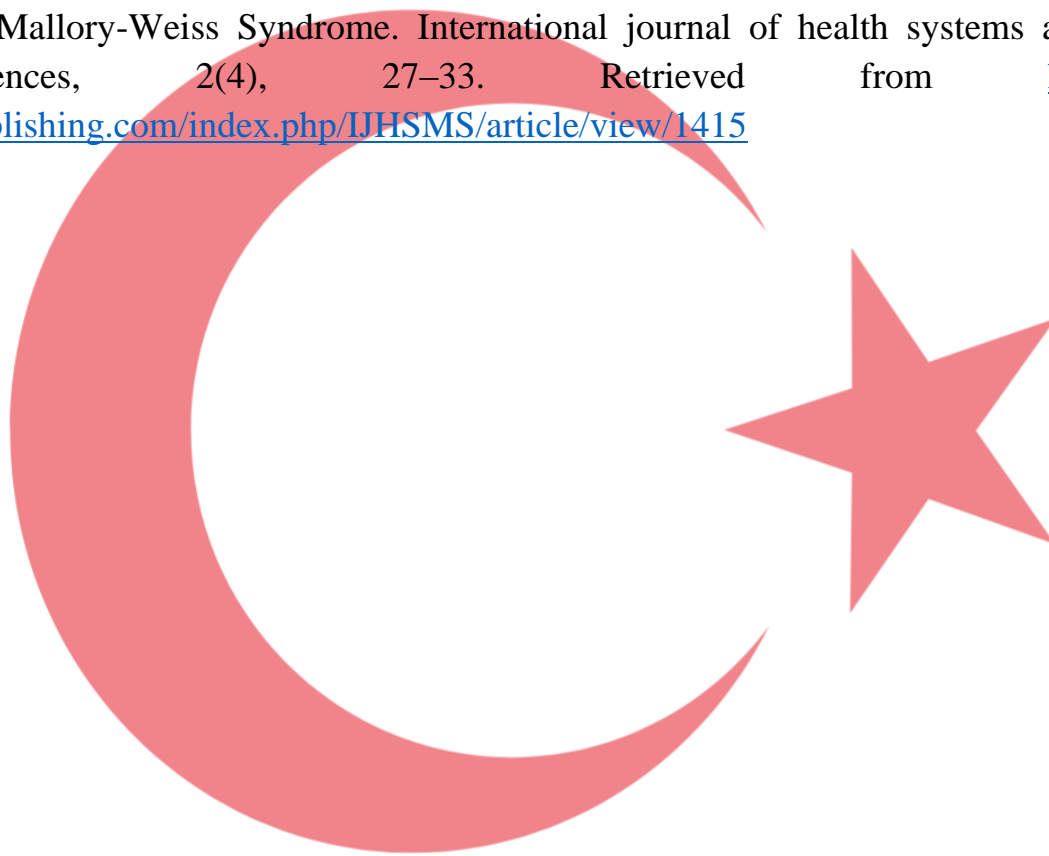 Mallory-Weiss Syndrome. International journal of health systems a
ences, 2(4), 27–33. Retrieved from
lishing.com/index.php/IJHSMS/article/view/1415